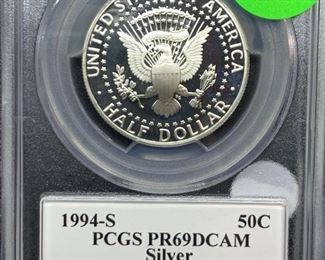 UNITED STATES OF AMERICA
HALF DOLLAR
1994-S 50C
PCGS PR69DCAM
Silver